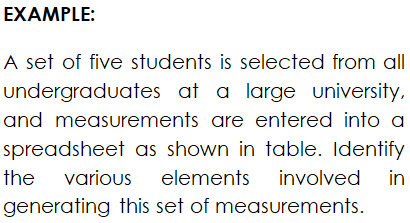 EXAMPLE:
A set of five students is selected from all
undergraduates at a large university,
and measurements are entered into a
spreadsheet as shown in table. Identify
the various elements involved in
generating this set of measurements.